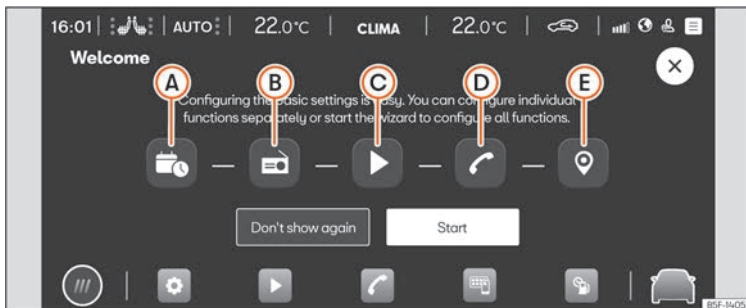 16:01 AUTO 22.0°C CLIMA 22.0°C
Welcome
A B C D E
Configuring the basic settings is easy. You can configure individual
functions separately or start the wizard to configure all functions.
Don't show again Start
B5F-1405